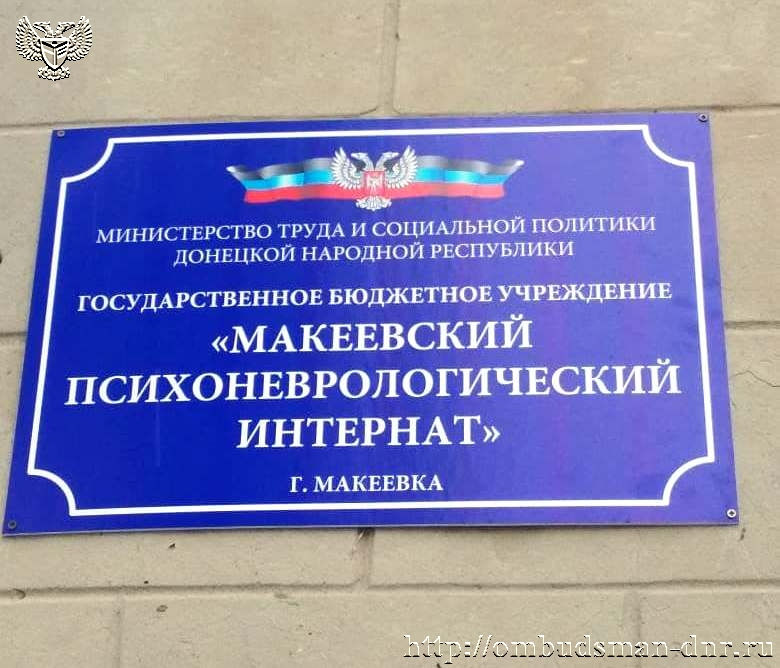 МИНИСТЕРСТВО ТРУДА И СОЦИАЛЬНОЙ ПОЛИТИКИ
ДОНЕЦКОЙ НАРОДНОЙ РЕСПУБЛИКИ
ГОСУДАРСТВЕННОЕ БЮДЖЕТНОЕ УЧРЕЖДЕНИЕ
«МАКЕЕВСКИЙ
ПСИХОНЕВРОЛОГИЧЕСКИЙ
ИНТЕРНАТ»
Г. МАКЕЕВКА
http://ombudsman-dnr.ru